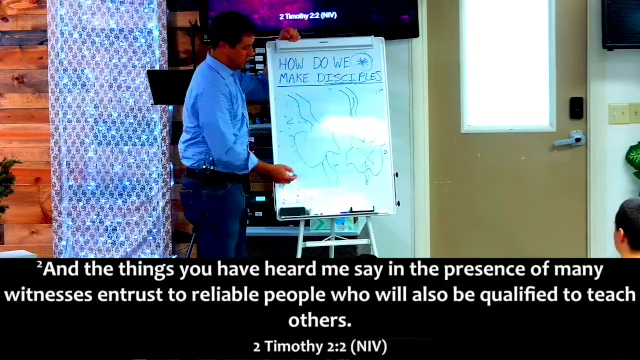 2 Timothy 2:2 (NIV)
HOW DO WE
MAKE DISCIPLES
²And the things you have heard me say in the presence of many
witnesses entrust to reliable people who will also be qualified to teach
others.
2 Timothy 2:2 (NIV)